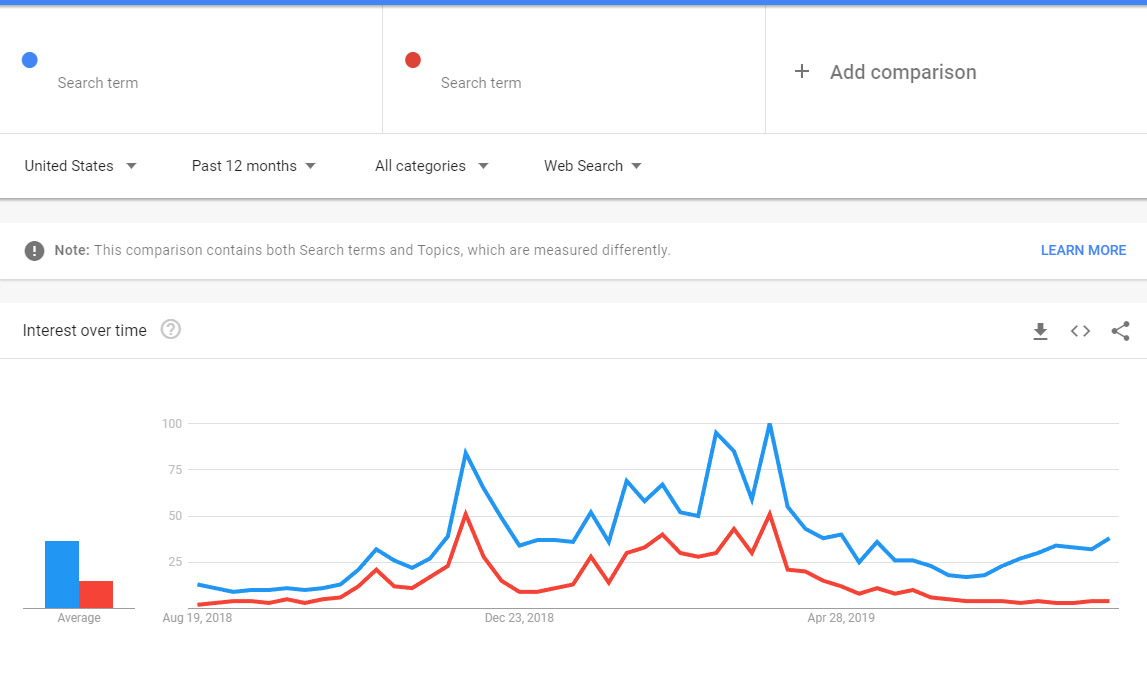 Search term
Search term
+ Add comparison
United States
Past 12 months
All categories
Web Search
! Note: This comparison contains both Search terms and Topics, which are measured differently.
LEARN MORE
Interest over time ?
100
75
50
25
Average
Aug 19, 2018
Dec 23, 2018
Apr 28, 2019